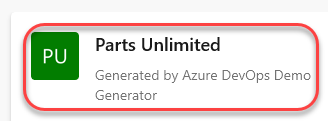 PU
Parts Unlimited
Generated by Azure DevOps Demo
Generator